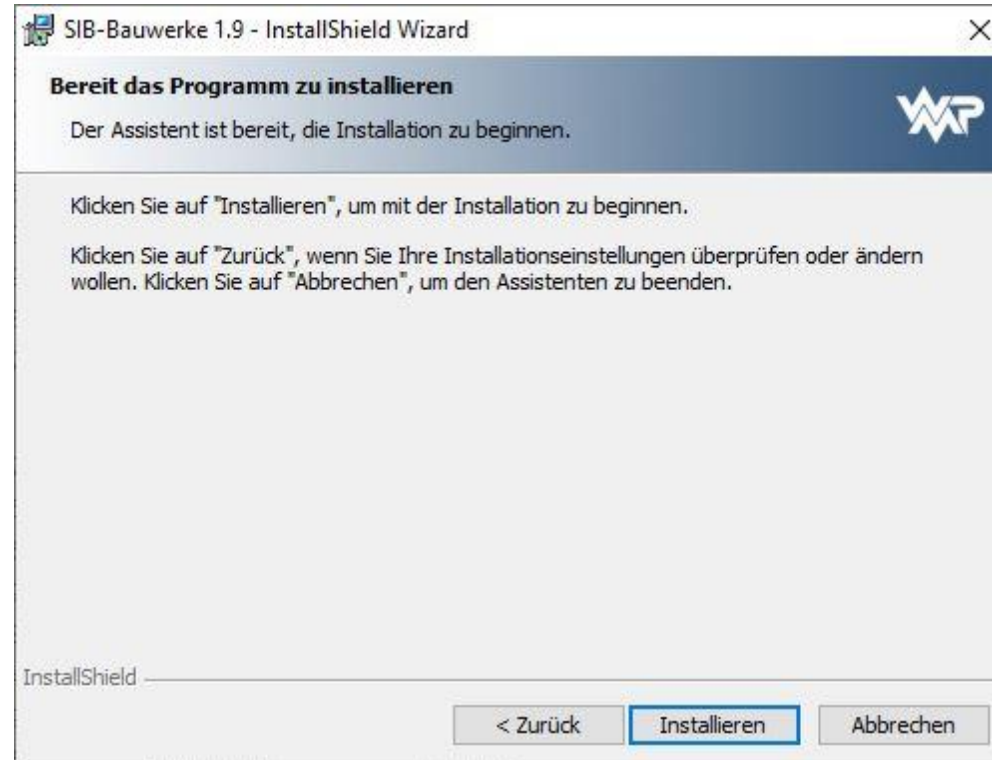 SIB-Bauwerke 1.9 - InstallShield Wizard
Bereit das Programm zu installieren
Der Assistent ist bereit, die Installation zu beginnen.
WMP
Klicken Sie auf "Installieren", um mit der Installation zu beginnen.
Klicken Sie auf "Zurück", wenn Sie Ihre Installationseinstellungen überprüfen oder ändern
wollen. Klicken Sie auf "Abbrechen", um den Assistenten zu beenden.
InstallShield
< Zurück
Installieren
Abbrechen